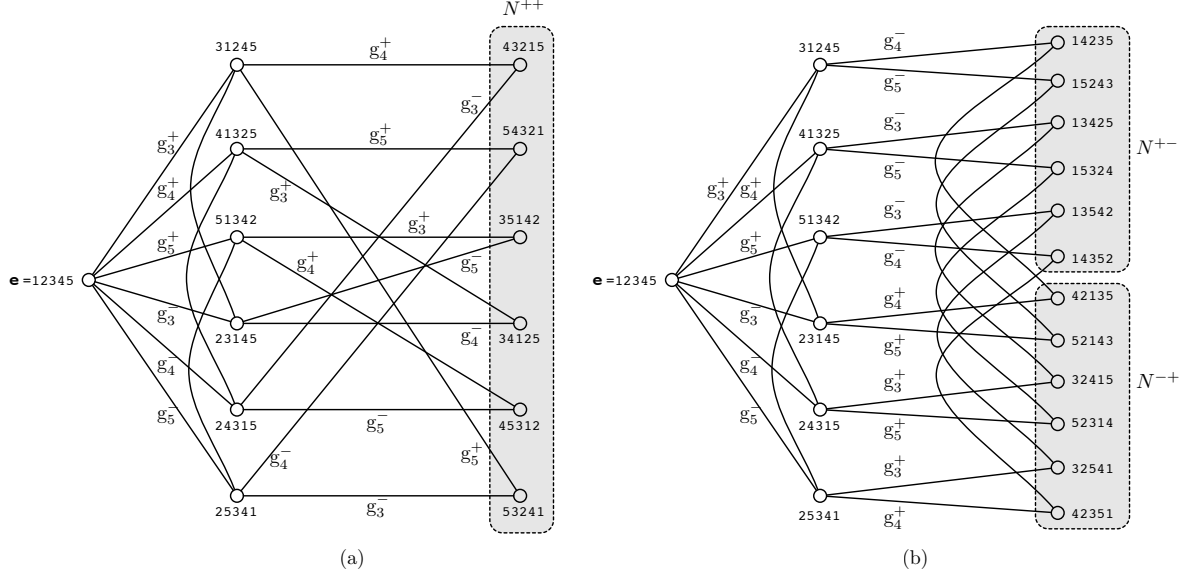 N++
31245
g4+
43215
g3+
g3−
41325
g5+
54321
g4+
g3+
51342
g3+
35142
g5+
g4+
g5−
e=12345
g3−
23145
g4−
34125
g4−
24315
g5−
45312
g5−
g4−
g5+
25341
g3−
53241
(a)
31245
g4−
14235
g5−
15243
41325
g3−
13425
N+−
g3+
g4+
g5−
15324
51342
g3−
13542
g5+
g4−
14352
e=12345
g3−
23145
g4+
42135
g5+
52143
g4−
24315
g3+
32415
N−+
g5−
g5+
52314
g3+
32541
25341
g4+
42351
(b)